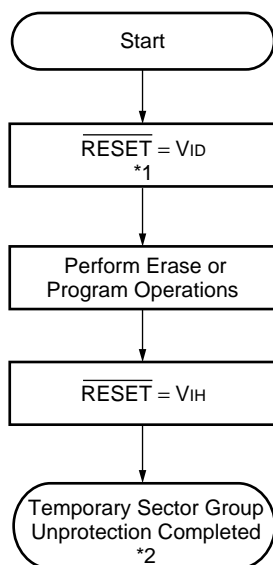 Start
RESET = VID
*1
Perform Erase or
Program Operations
RESET = VIH
Temporary Sector Group
Unprotection Completed
*2